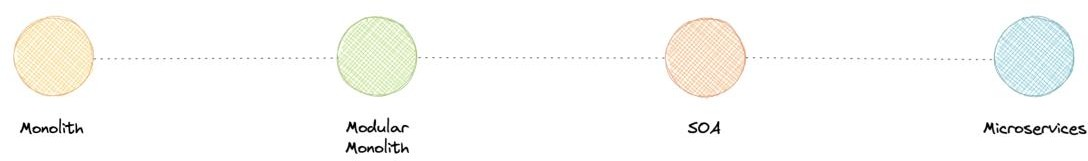 Monolith
Modular
Monolith
SOA
Microservices